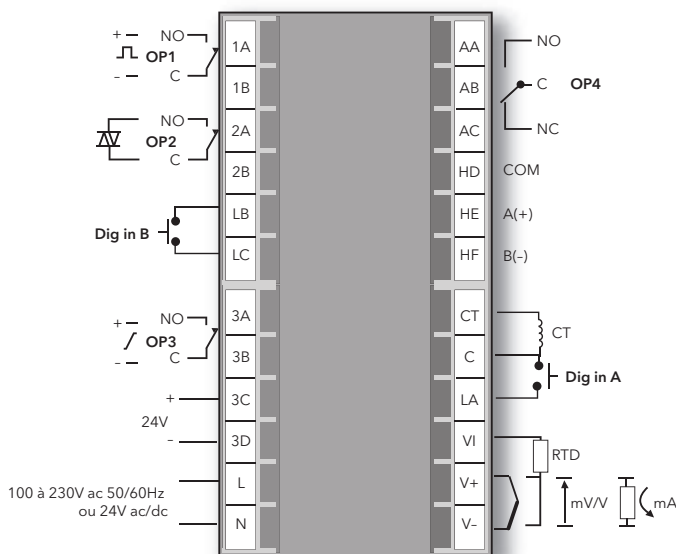 + NO
OP1
- C
NO
OP2
C
Dig in B
+ NO
OP3
- C
+
24V
-
100 à 230V ac 50/60Hz
ou 24V ac/dc
1A
1B
2A
2B
LB
LC
3A
3B
3C
3D
L
N
AA
AB
AC
HD
HE
HF
CT
C
LA
VI
V+
V-
NO
C OP4
NC
COM
A(+)
B(-)
CT
Dig in A
RTD
mV/V mA